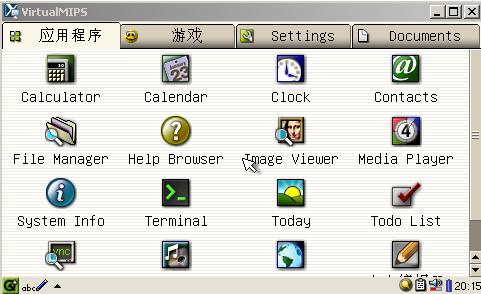 VirtualMIPS
应用程序 游戏 Settings Documents
Calculator Calendar Clock Contacts
File Manager Help Browser Image Viewer Media Player
System Info Terminal Today Todo List
vnc
abc 20:15